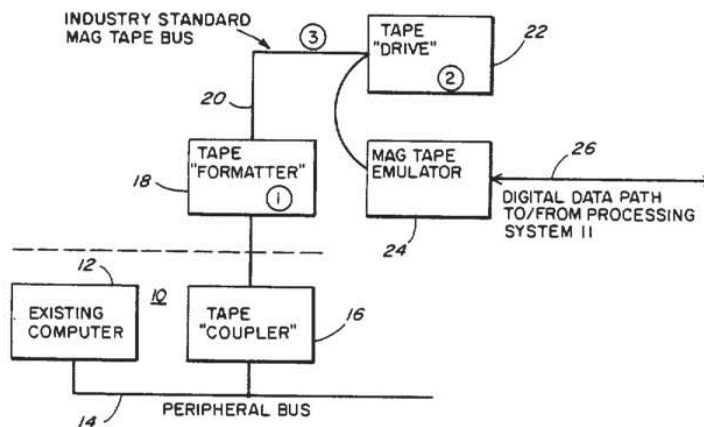 INDUSTRY STANDARD
MAG TAPE BUS
3
TAPE
"DRIVE"
2
22
20
TAPE
"FORMATTER"
1
18
MAG TAPE
EMULATOR
24
26
DIGITAL DATA PATH
TO/FROM PROCESSING
SYSTEM II
12
10
EXISTING
COMPUTER
TAPE
"COUPLER"
16
14
PERIPHERAL BUS